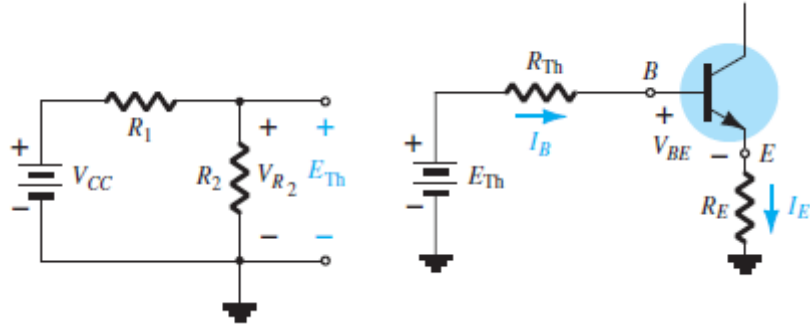 R1
+
VCC
−
R2
+
VR2
−
+
ETh
−
RTh
IB
+
ETh
−
B
+
VBE
−
E
RE
IE